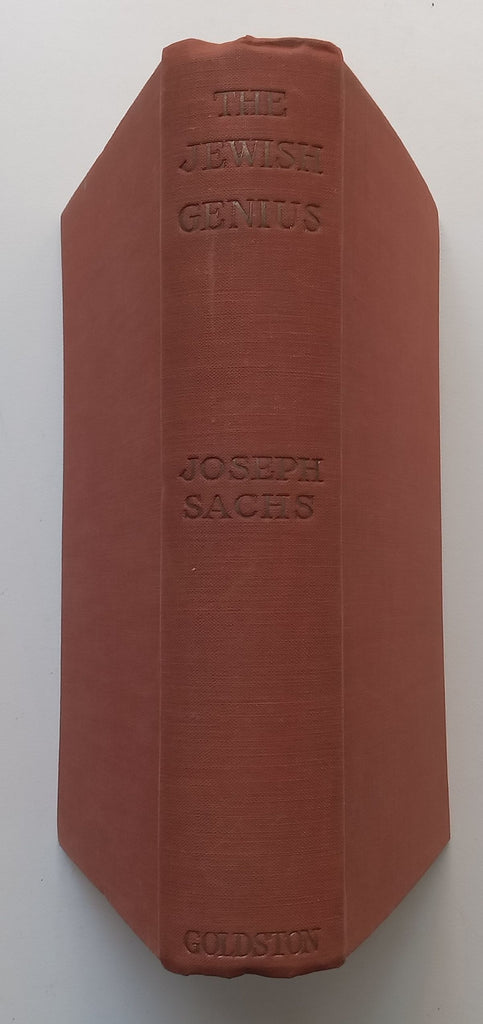 THE
JEWISH
GENIUS
JOSEPH
SACHS
GOLDSTON